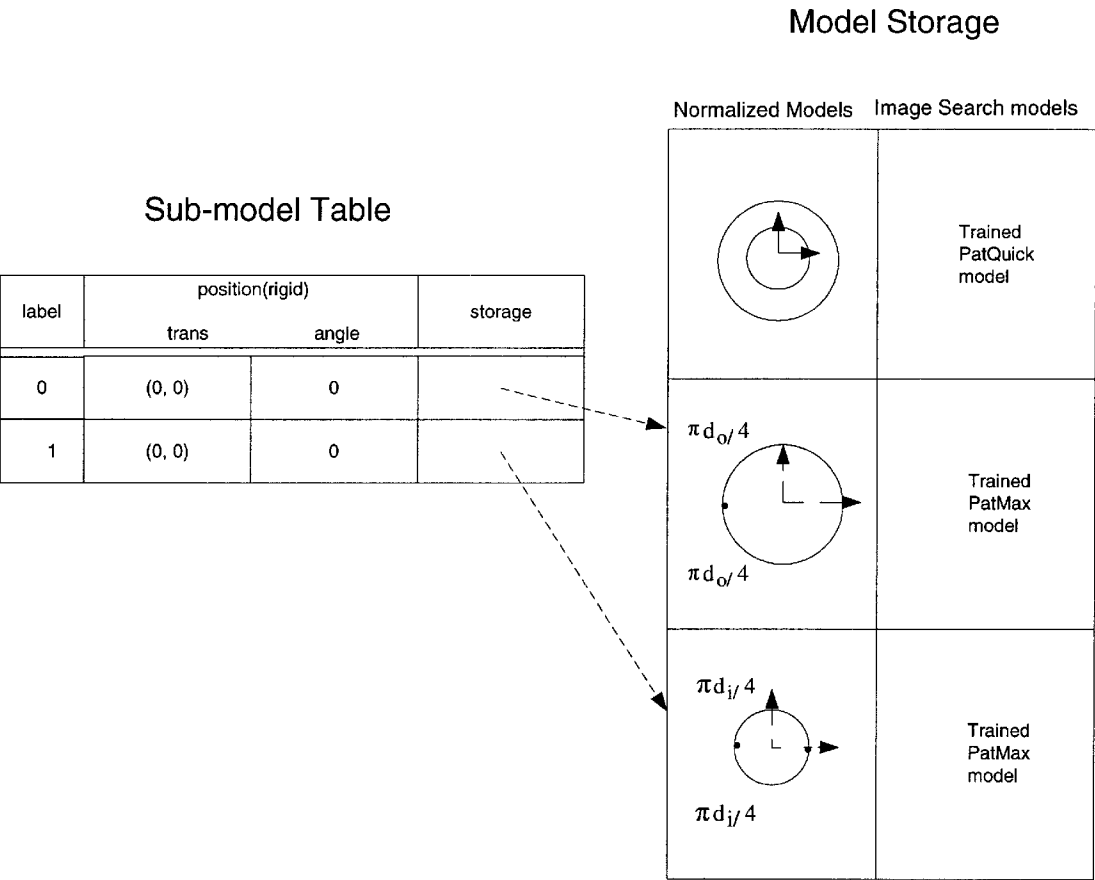 Model Storage
Normalized Models Image Search models
Trained
PatQuick
model
Sub-model Table
label position(rigid) storage
trans angle
0 (0, 0) 0
1 (0, 0) 0
πdo/4
πdo/4
Trained
PatMax
model
πdi/4
πdi/4
Trained
PatMax
model